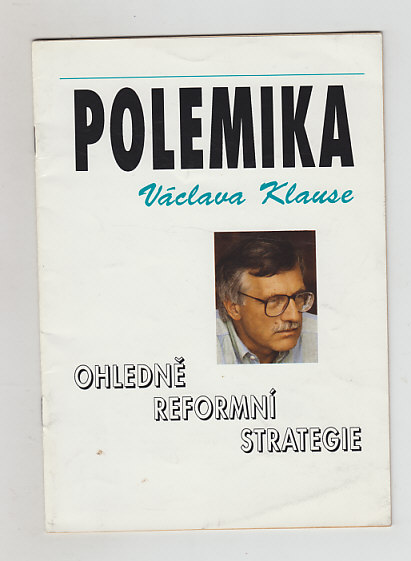 POLEMIKA
Václava Klause
OHLEDNĚ
REFORMNÍ
STRATEGIE